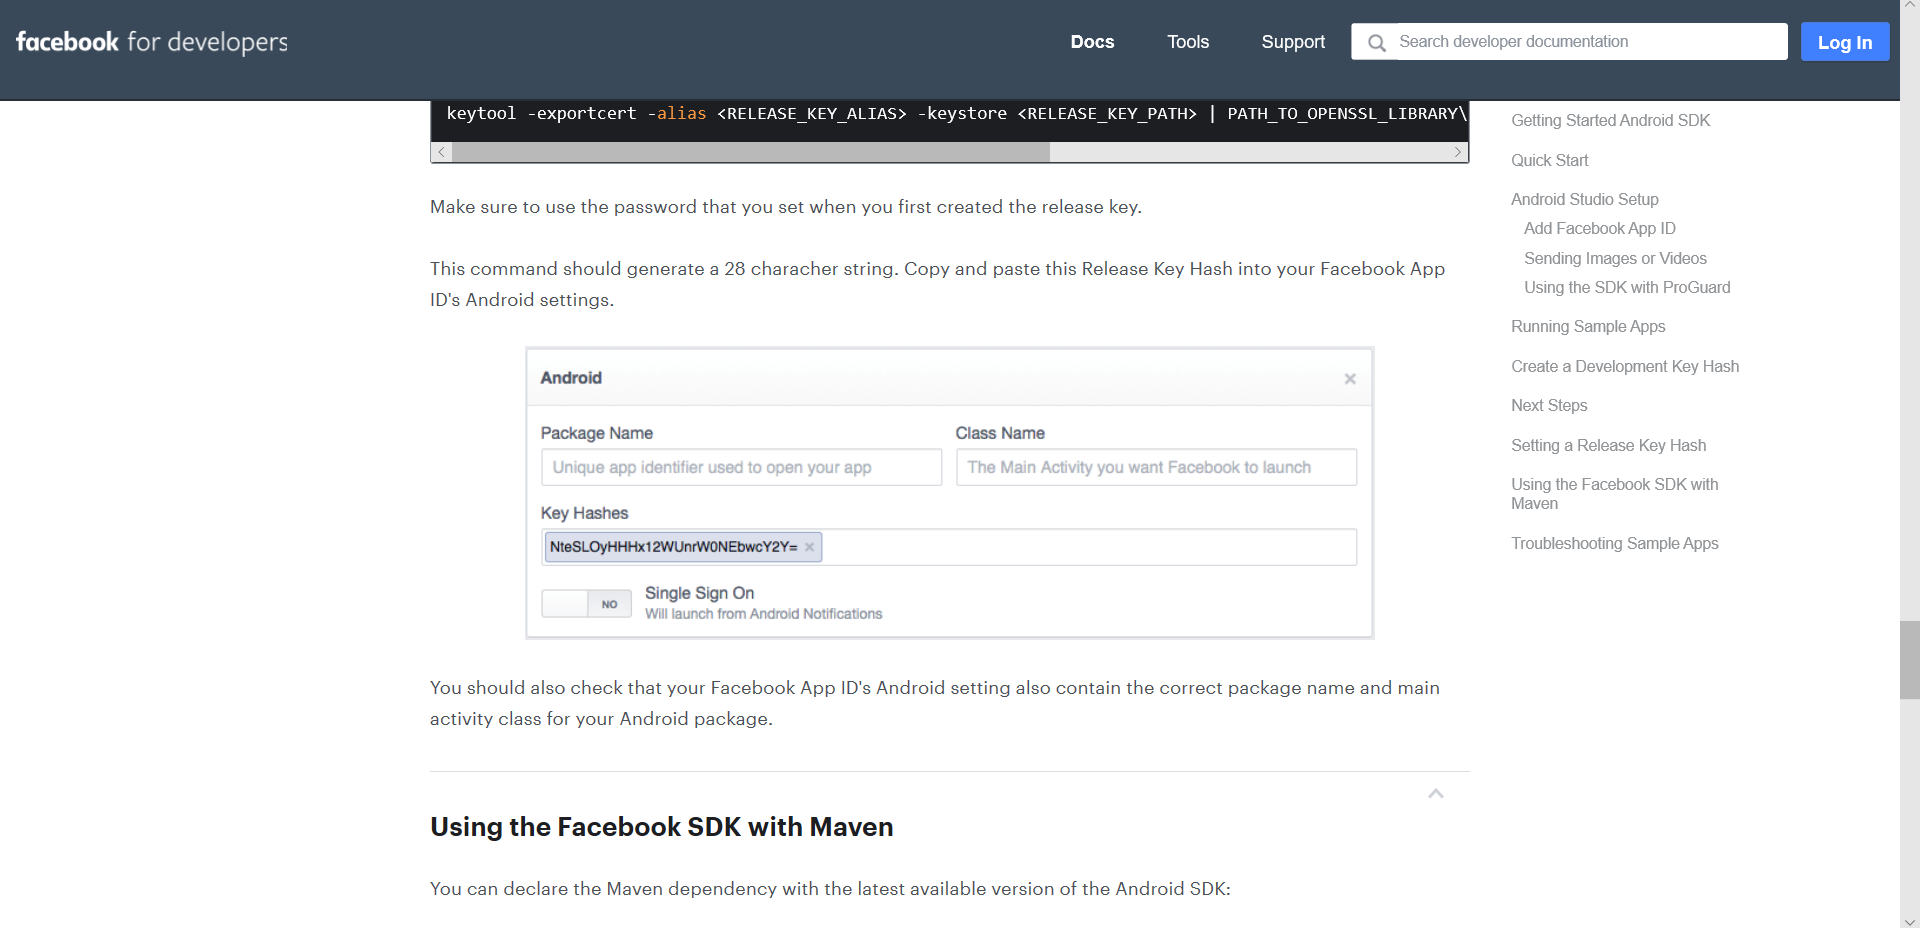 facebook for developers
Docs
Tools
Support
Search developer documentation
Log In
keytool -exportcert -alias <RELEASE_KEY_ALIAS> -keystore <RELEASE_KEY_PATH> | PATH_TO_OPENSSL_LIBRARY\
Make sure to use the password that you set when you first created the release key.
This command should generate a 28 characher string. Copy and paste this Release Key Hash into your Facebook App
ID's Android settings.
Android
Package Name
Class Name
Unique app identifier used to open your app
The Main Activity you want Facebook to launch
Key Hashes
NteSLOyHHHx12WUnrW0NEbwcY2Y=
NO
Single Sign On
Will launch from Android Notifications
You should also check that your Facebook App ID's Android setting also contain the correct package name and main
activity class for your Android package.
Using the Facebook SDK with Maven
You can declare the Maven dependency with the latest available version of the Android SDK:
Getting Started Android SDK
Quick Start
Android Studio Setup
Add Facebook App ID
Sending Images or Videos
Using the SDK with ProGuard
Running Sample Apps
Create a Development Key Hash
Next Steps
Setting a Release Key Hash
Using the Facebook SDK with
Maven
Troubleshooting Sample Apps